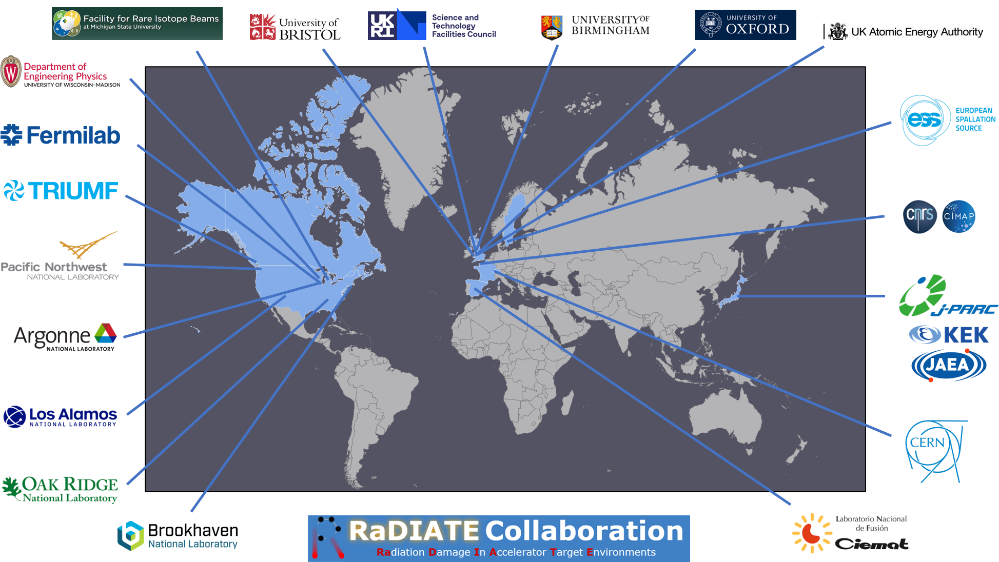 Facility for Rare Isotope Beams
at Michigan State University
University of
BRISTOL
UK
RI
Science and
Technology
Facilities Council
UNIVERSITY OF
BIRMINGHAM
UNIVERSITY OF
OXFORD
UK Atomic Energy Authority
W
Department of
Engineering Physics
UNIVERSITY OF WISCONSIN-MADISON
Fermilab
TRIUMF
Pacific Northwest
NATIONAL LABORATORY
Argonne
NATIONAL LABORATORY
Los Alamos
NATIONAL LABORATORY
OAK RIDGE
National Laboratory
Brookhaven
National Laboratory
ess
EUROPEAN
SPALLATION
SOURCE
cnrs
CIMAP
J-PARC
KEK
JAEA
CERN
Laboratorio Nacional
de Fusión
Ciemat
RaDIATE Collaboration
Radiation Damage In Accelerator Target Environments